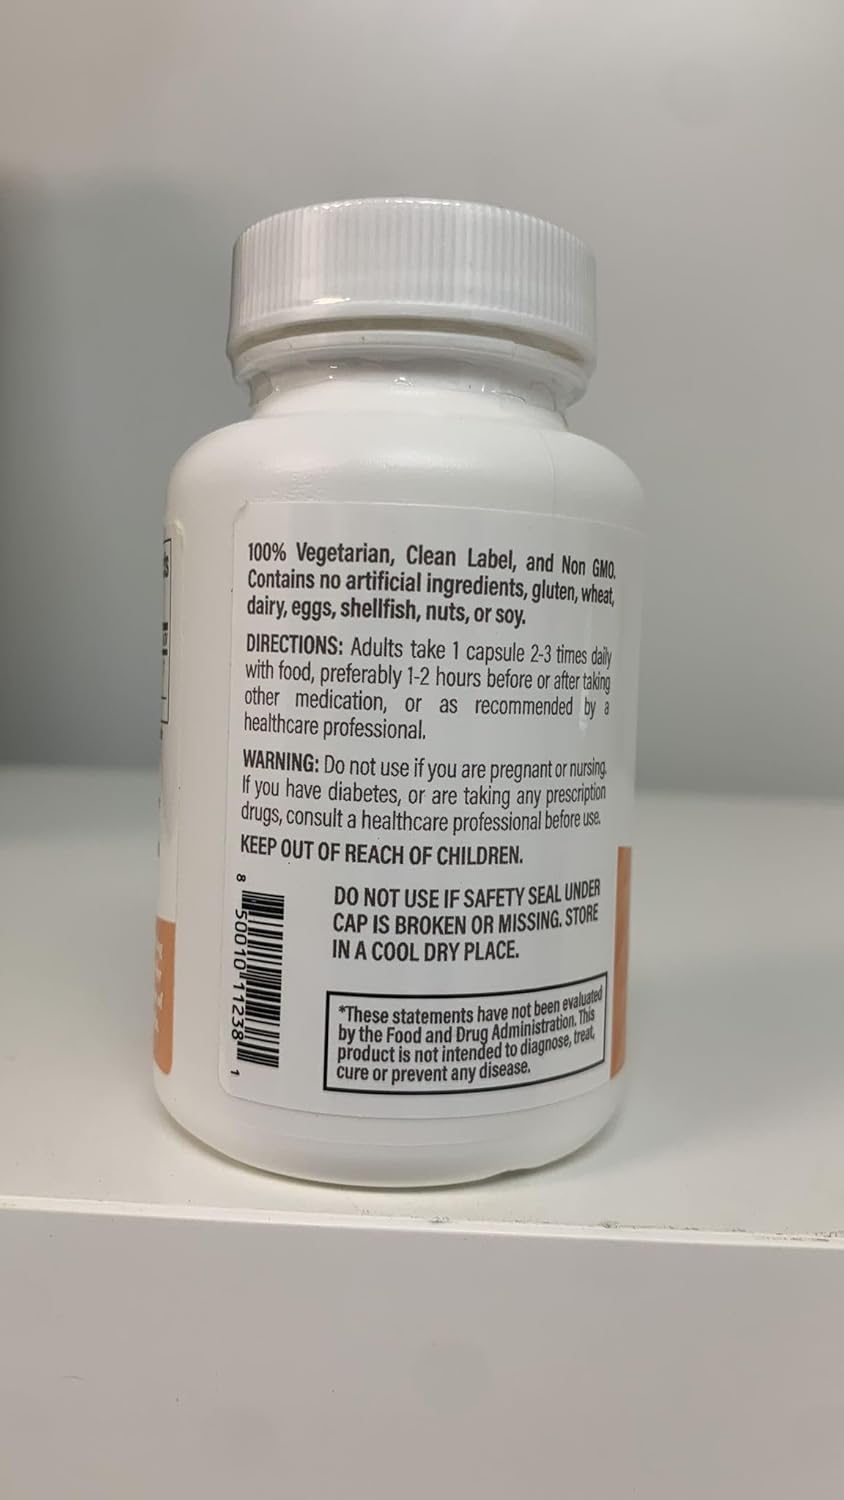 100% Vegetarian, Clean Label, and Non GMO.
Contains no artificial ingredients, gluten, wheat,
dairy, eggs, shellfish, nuts, or soy.
DIRECTIONS: Adults take 1 capsule 2-3 times daily
with food, preferably 1-2 hours before or after taking
other medication, or as recommended by a
healthcare professional.
WARNING: Do not use if you are pregnant or nursing.
If you have diabetes, or are taking any prescription
drugs, consult a healthcare professional before use.
KEEP OUT OF REACH OF CHILDREN.
8 50010 11238 1
DO NOT USE IF SAFETY SEAL UNDER
CAP IS BROKEN OR MISSING. STORE
IN A COOL DRY PLACE.
*These statements have not been evaluated
by the Food and Drug Administration. This
product is not intended to diagnose, treat,
cure or prevent any disease.